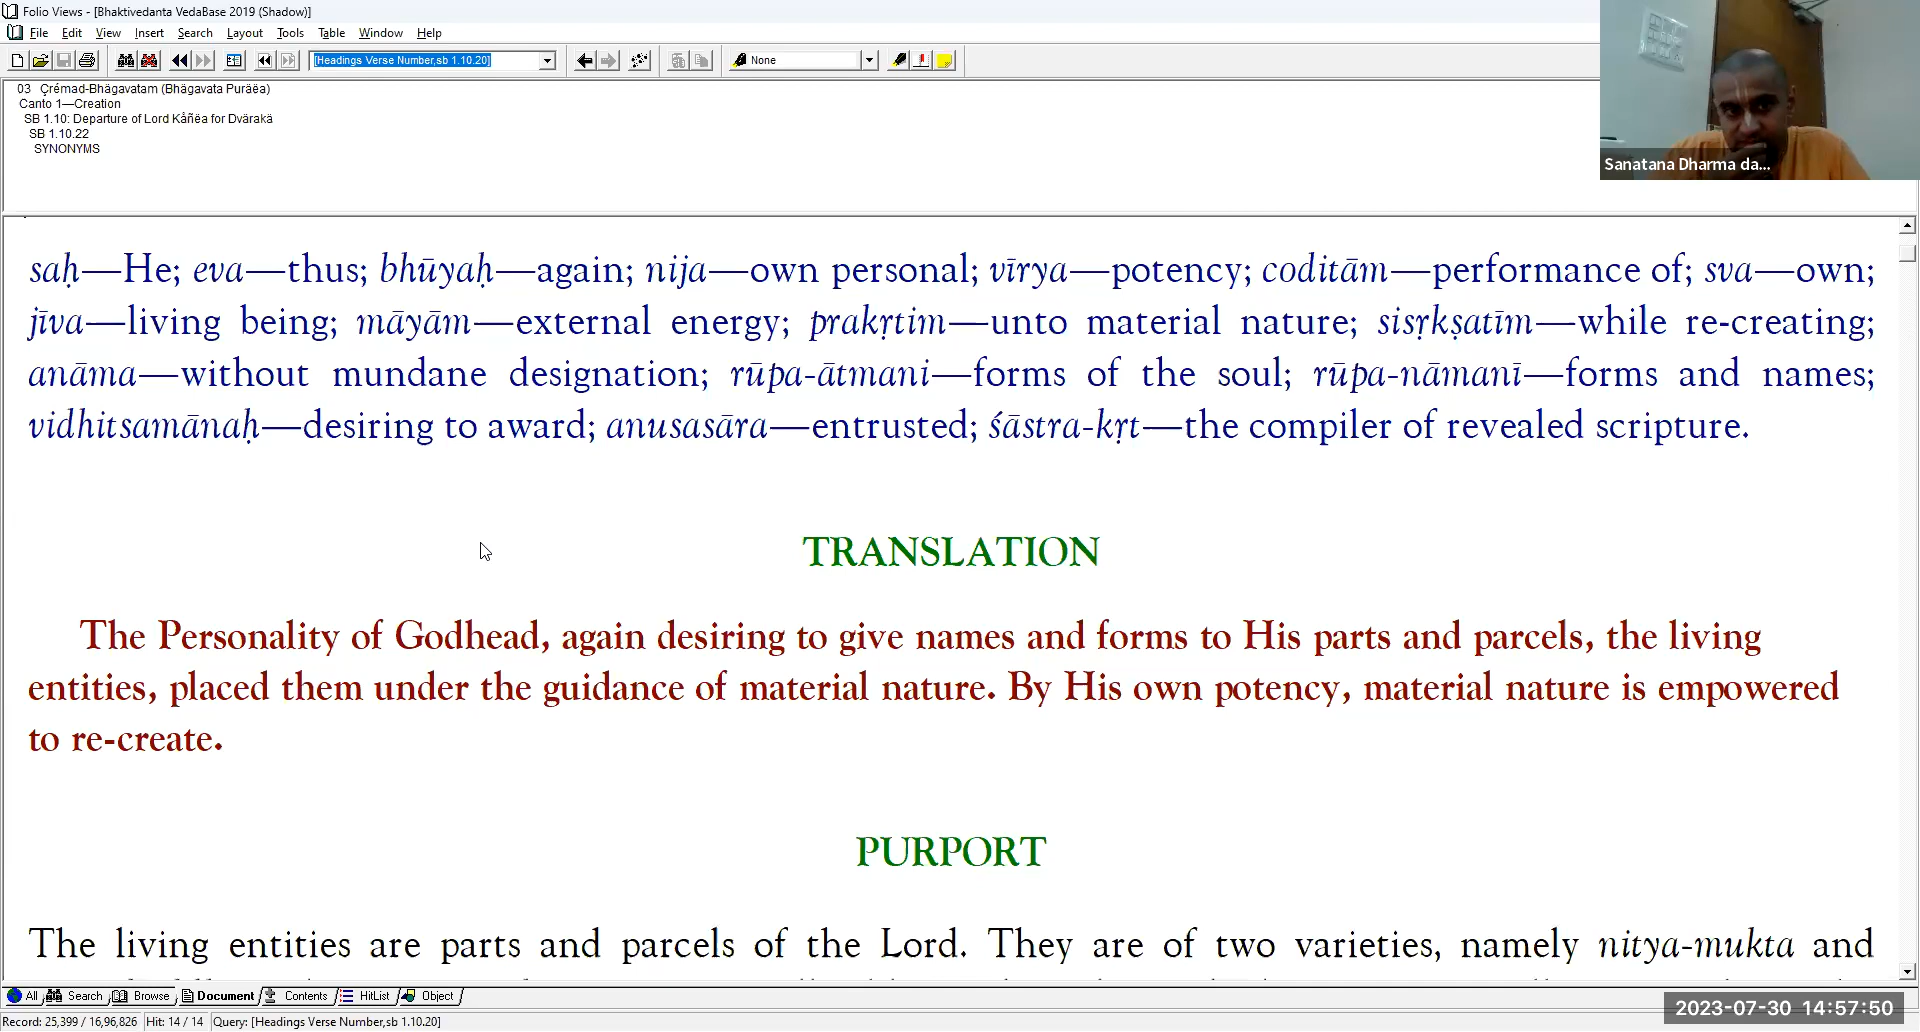 Folio Views - [Bhaktivedanta VedaBase 2019 (Shadow)]
File Edit View Insert Search Layout Tools Table Window Help
[Headings Verse Number,sb 1.10.20]
None
03 Çrémad-Bhägavatam (Bhägavata Puräëa)
Canto 1—Creation
SB 1.10: Departure of Lord Kåñëa for Dvärakä
SB 1.10.22
SYNONYMS
Sanatana Dharma da...
saḥ—He; eva—thus; bhūyaḥ—again; nija—own personal; vīrya—potency; coditām—performance of; sva—own;
jīva—living being; māyām—external energy; prakṛtim—unto material nature; sisṛkṣatīm—while re-creating;
anāma—without mundane designation; rūpa-ātmani—forms of the soul; rūpa-nāmanī—forms and names;
vidhitsamānaḥ—desiring to award; anusasāra—entrusted; śāstra-kṛt—the compiler of revealed scripture.
TRANSLATION
The Personality of Godhead, again desiring to give names and forms to His parts and parcels, the living
entities, placed them under the guidance of material nature. By His own potency, material nature is empowered
to re-create.
PURPORT
The living entities are parts and parcels of the Lord. They are of two varieties, namely nitya-mukta and
All Search Browse Document Contents HitList Object
2023-07-30 14:57:50
Record: 25,399 / 16,96,826 Hit: 14 / 14 Query: [Headings Verse Number,sb 1.10.20]